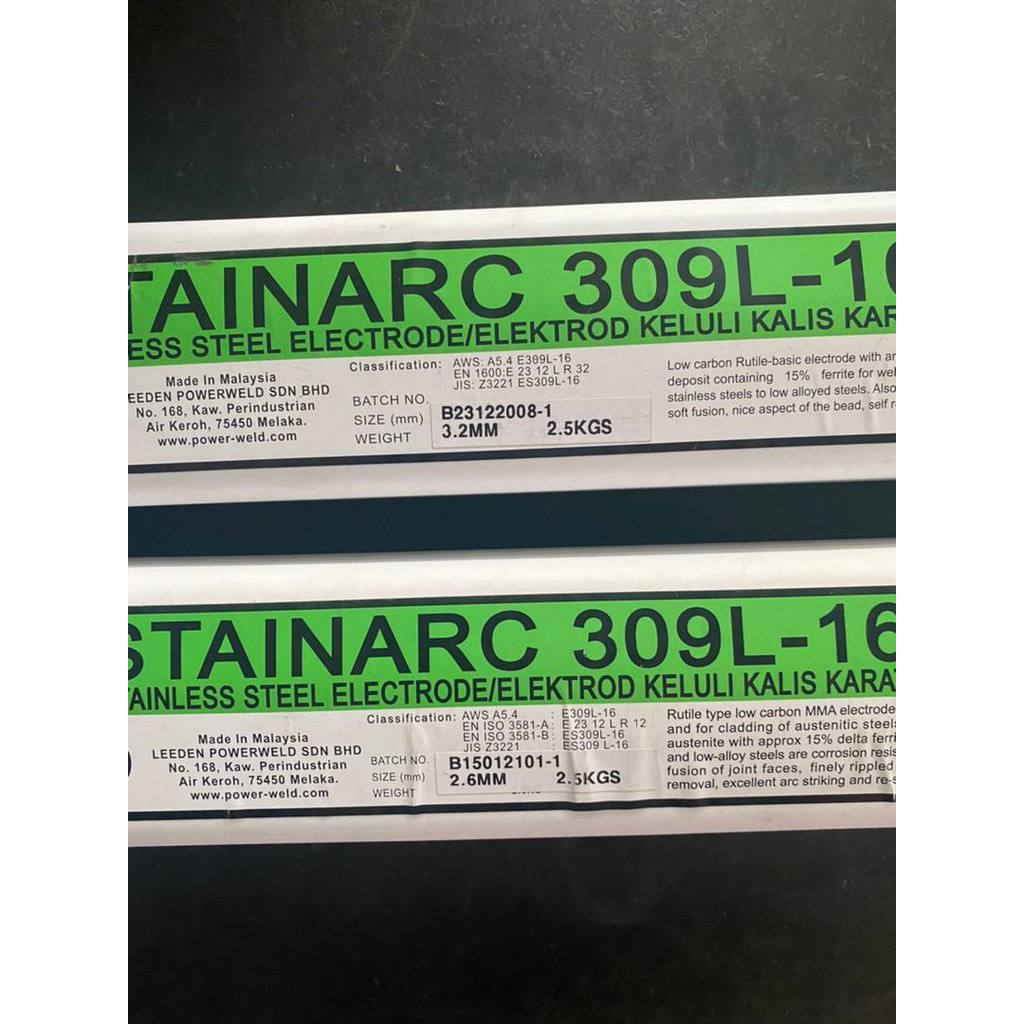 STAINARC 309L-16
LESS STEEL ELECTRODE/ELEKTROD KELULI KALIS KAR
Made In Malaysia
LEEDEN POWERWELD SDN BHD
No. 168, Kaw. Perindustrian
Air Keroh, 75450 Melaka.
www.power-weld.com
Classification: AWS: A5.4 E309L-16
EN 1600:E 23 12 L R 32
JIS: Z3221 ES309L-16
BATCH NO. B23122008-1
SIZE (mm) 3.2MM 2.5KGS
WEIGHT
Low carbon Rutile-basic electrode with
deposit containing 15% ferrite for
stainless steels to low alloyed steels. Also
soft fusion, nice aspect of the bead, self
STAINARC 309L-16
TAINLESS STEEL ELECTRODE/ELEKTROD KELULI KALIS KARA
Made In Malaysia
LEEDEN POWERWELD SDN BHD
No. 168, Kaw. Perindustrian
Air Keroh, 75450 Melaka.
www.power-weld.com
Classification: AWS A5.4 : E309L-16
EN ISO 3581-A : E 23 12 L R 12
EN ISO 3581-B : ES309L-16
JIS Z3221 : ES309 L-16
BATCH NO. B15012101-1
SIZE (mm) 2.6MM 2.5KGS
WEIGHT
Rutile type low carbon MMA electrode
and for cladding of austenitic steel
austenite with approx 15% delta ferri
and low-alloy steels are corrosion resis
fusion of joint faces, finely rippled
removal, excellent arc striking and re-s